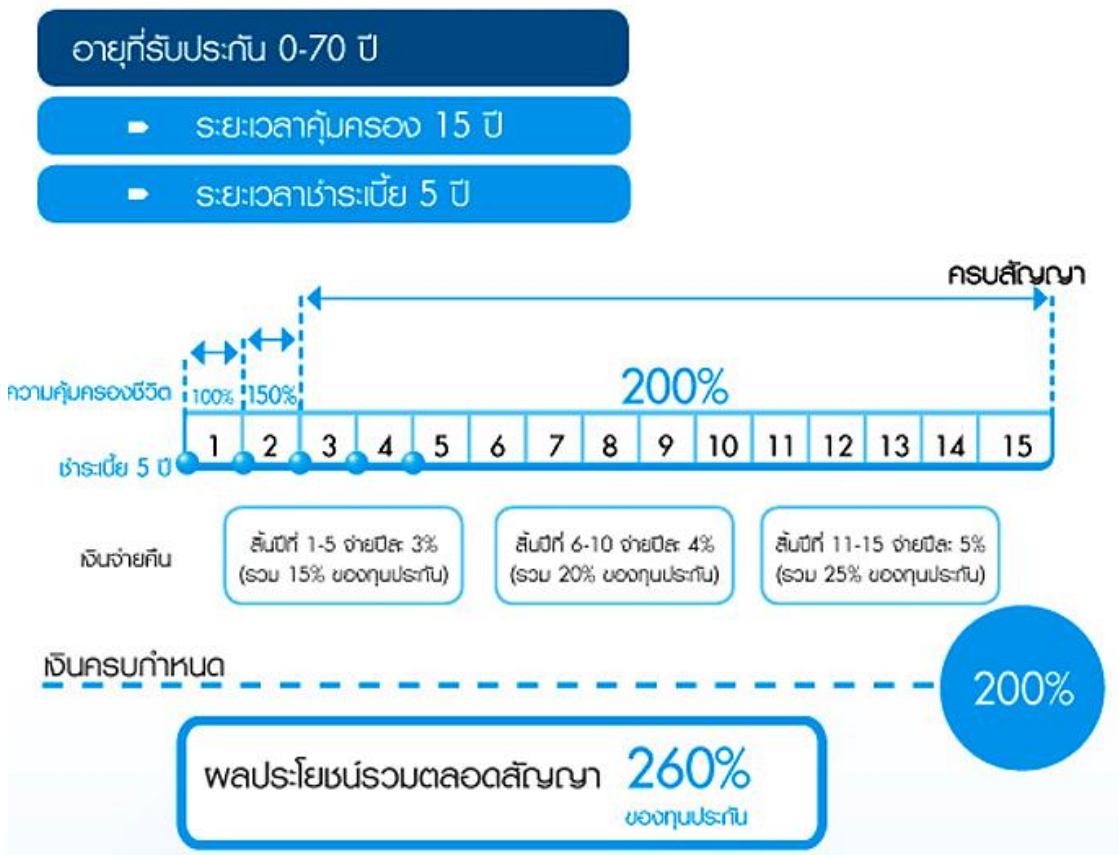 อายุที่รับประกัน 0-70 ปี
ระยะเวลาคุ้มครอง 15 ปี
ระยะเวลาชำระเบี้ย 5 ปี
ครบสัญญา
ความคุ้มครองชีวิต 100% 150% 200%
1 2 3 4 5 6 7 8 9 10 11 12 13 14 15
ชำระเบี้ย 5 ปี
เงินจ่ายคืน
สิ้นปีที่ 1-5 จ่ายปีละ 3%
(รวม 15% ของทุนประกัน)
สิ้นปีที่ 6-10 จ่ายปีละ 4%
(รวม 20% ของทุนประกัน)
สิ้นปีที่ 11-15 จ่ายปีละ 5%
(รวม 25% ของทุนประกัน)
เงินครบกำหนด
200%
ผลประโยชน์รวมตลอดสัญญา 260%
ของทุนประกัน